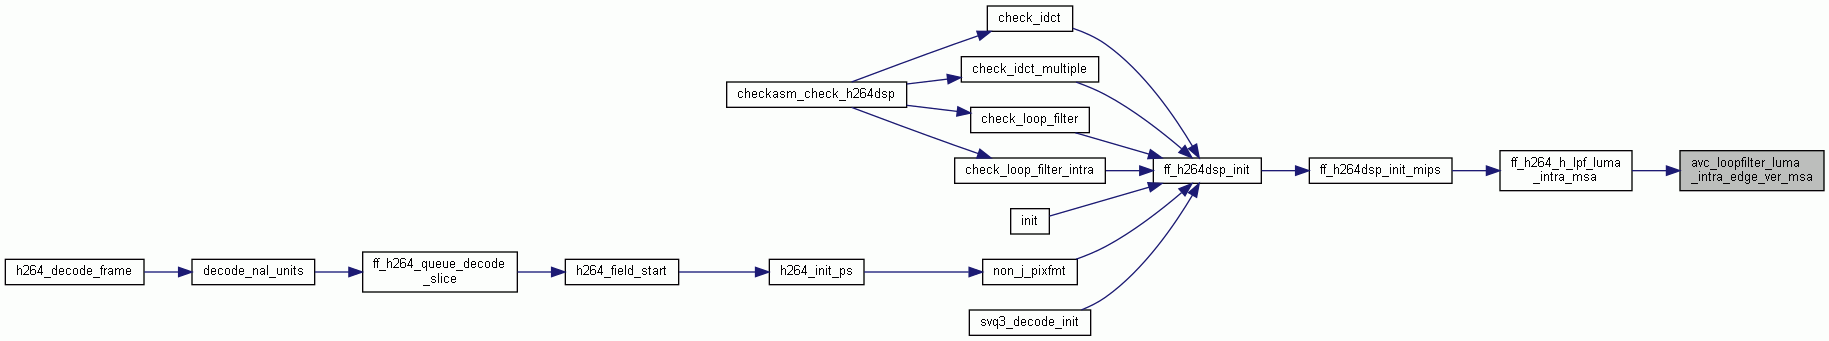 check_idct
check_idct_multiple
checkasm_check_h264dsp
check_loop_filter
check_loop_filter_intra
ff_h264dsp_init
ff_h264dsp_init_mips
ff_h264_h_lpf_luma
_intra_msa
avc_loopfilter_luma
_intra_edge_ver_msa
init
h264_decode_frame
decode_nal_units
ff_h264_queue_decode
_slice
h264_field_start
h264_init_ps
non_j_pixfmt
svq3_decode_init